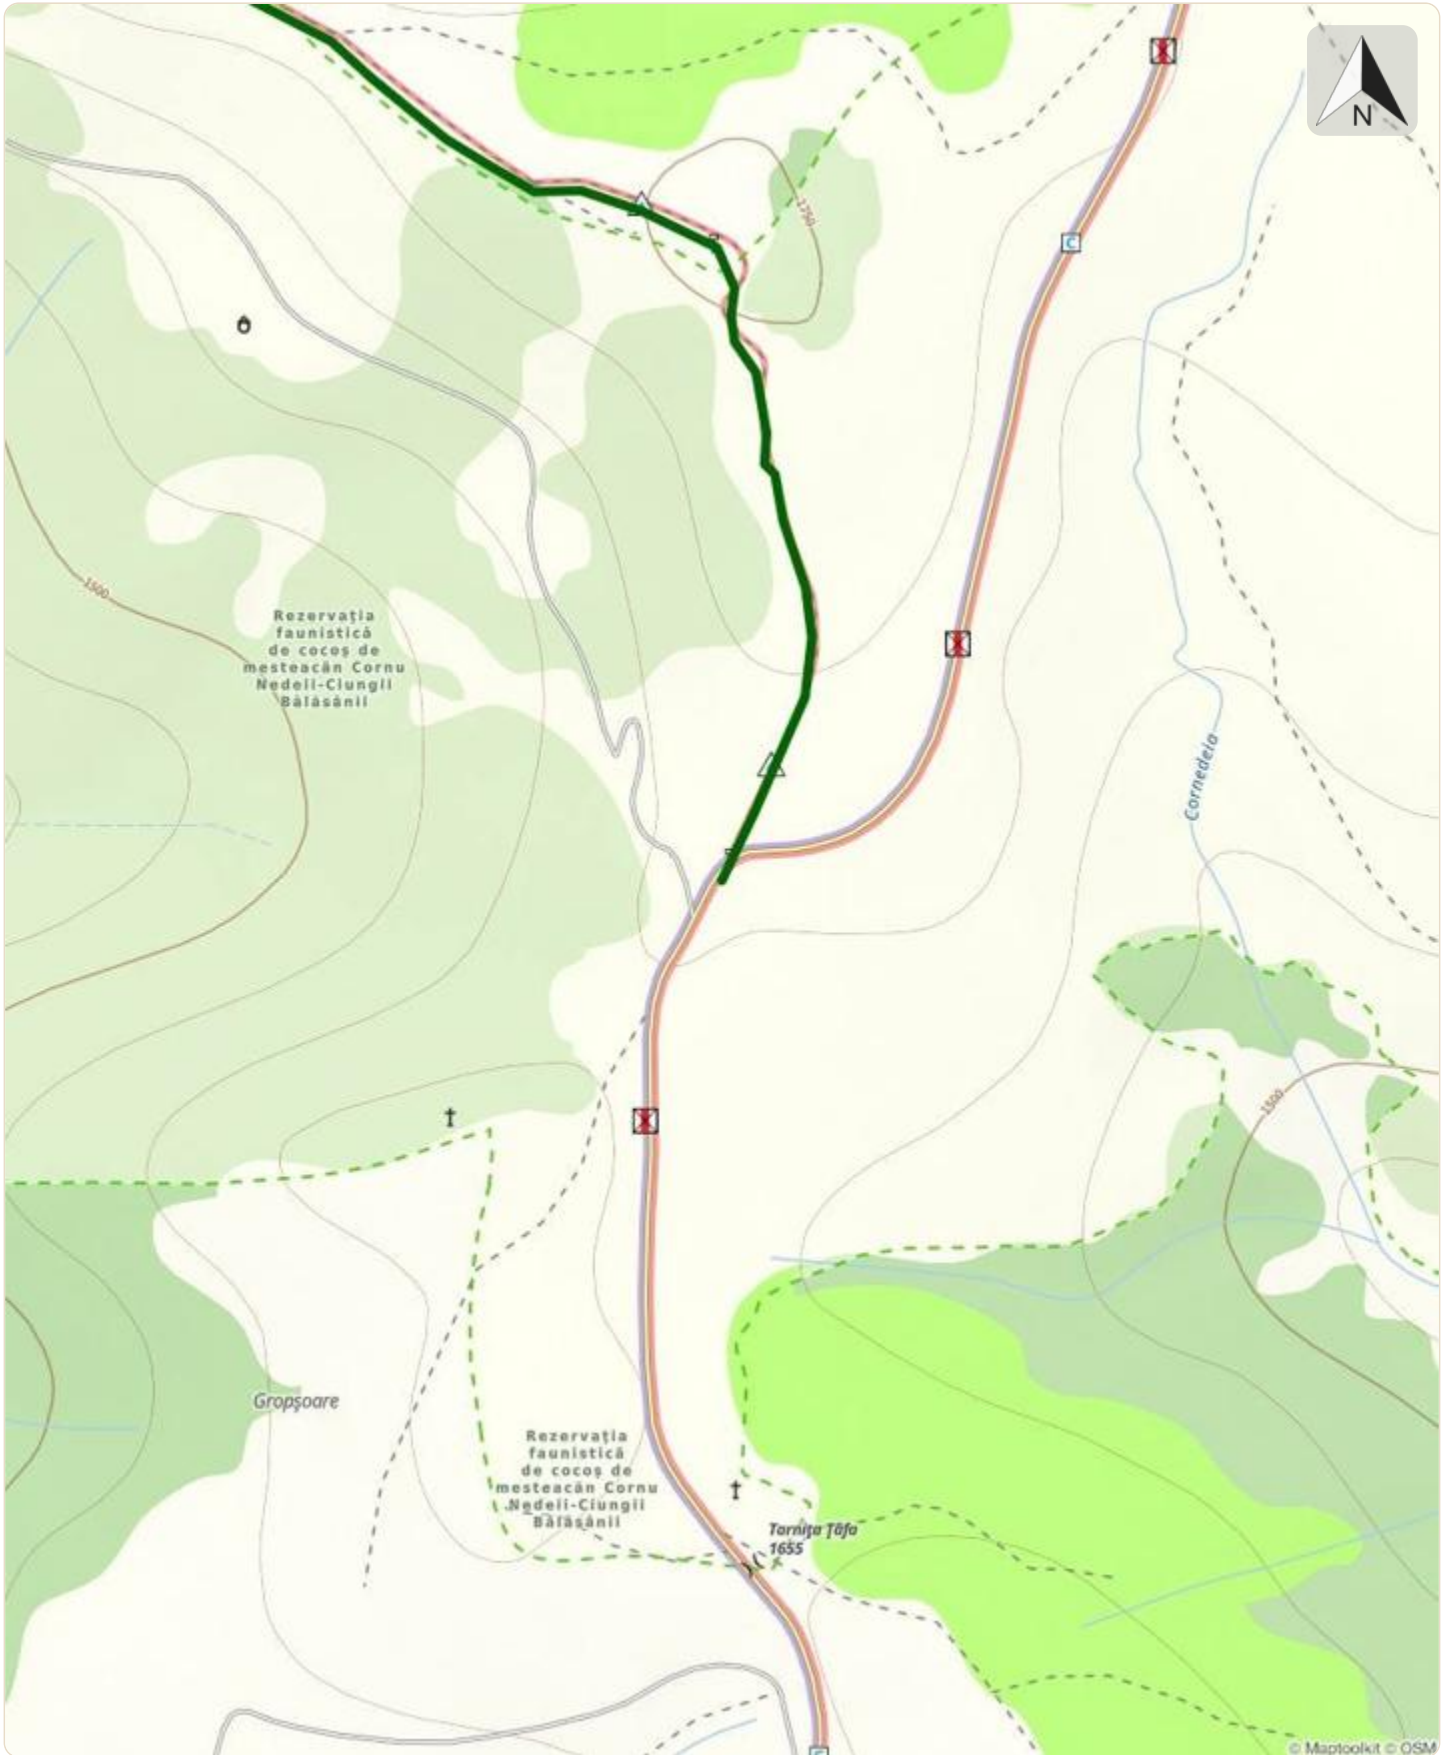 N
1750
C
1500
Rezervația
faunistică
de cocoș de
mesteacăn Cornu
Nedeii-Ciungii
Bălăsânii
Cornedeia
1500
Gropșoare
Rezervația
faunistică
de cocoș de
mesteacăn Cornu
Nedeii-Ciungii
Bălăsânii
Tarnița Țâfa
1655
© Maptoolkit © OSM